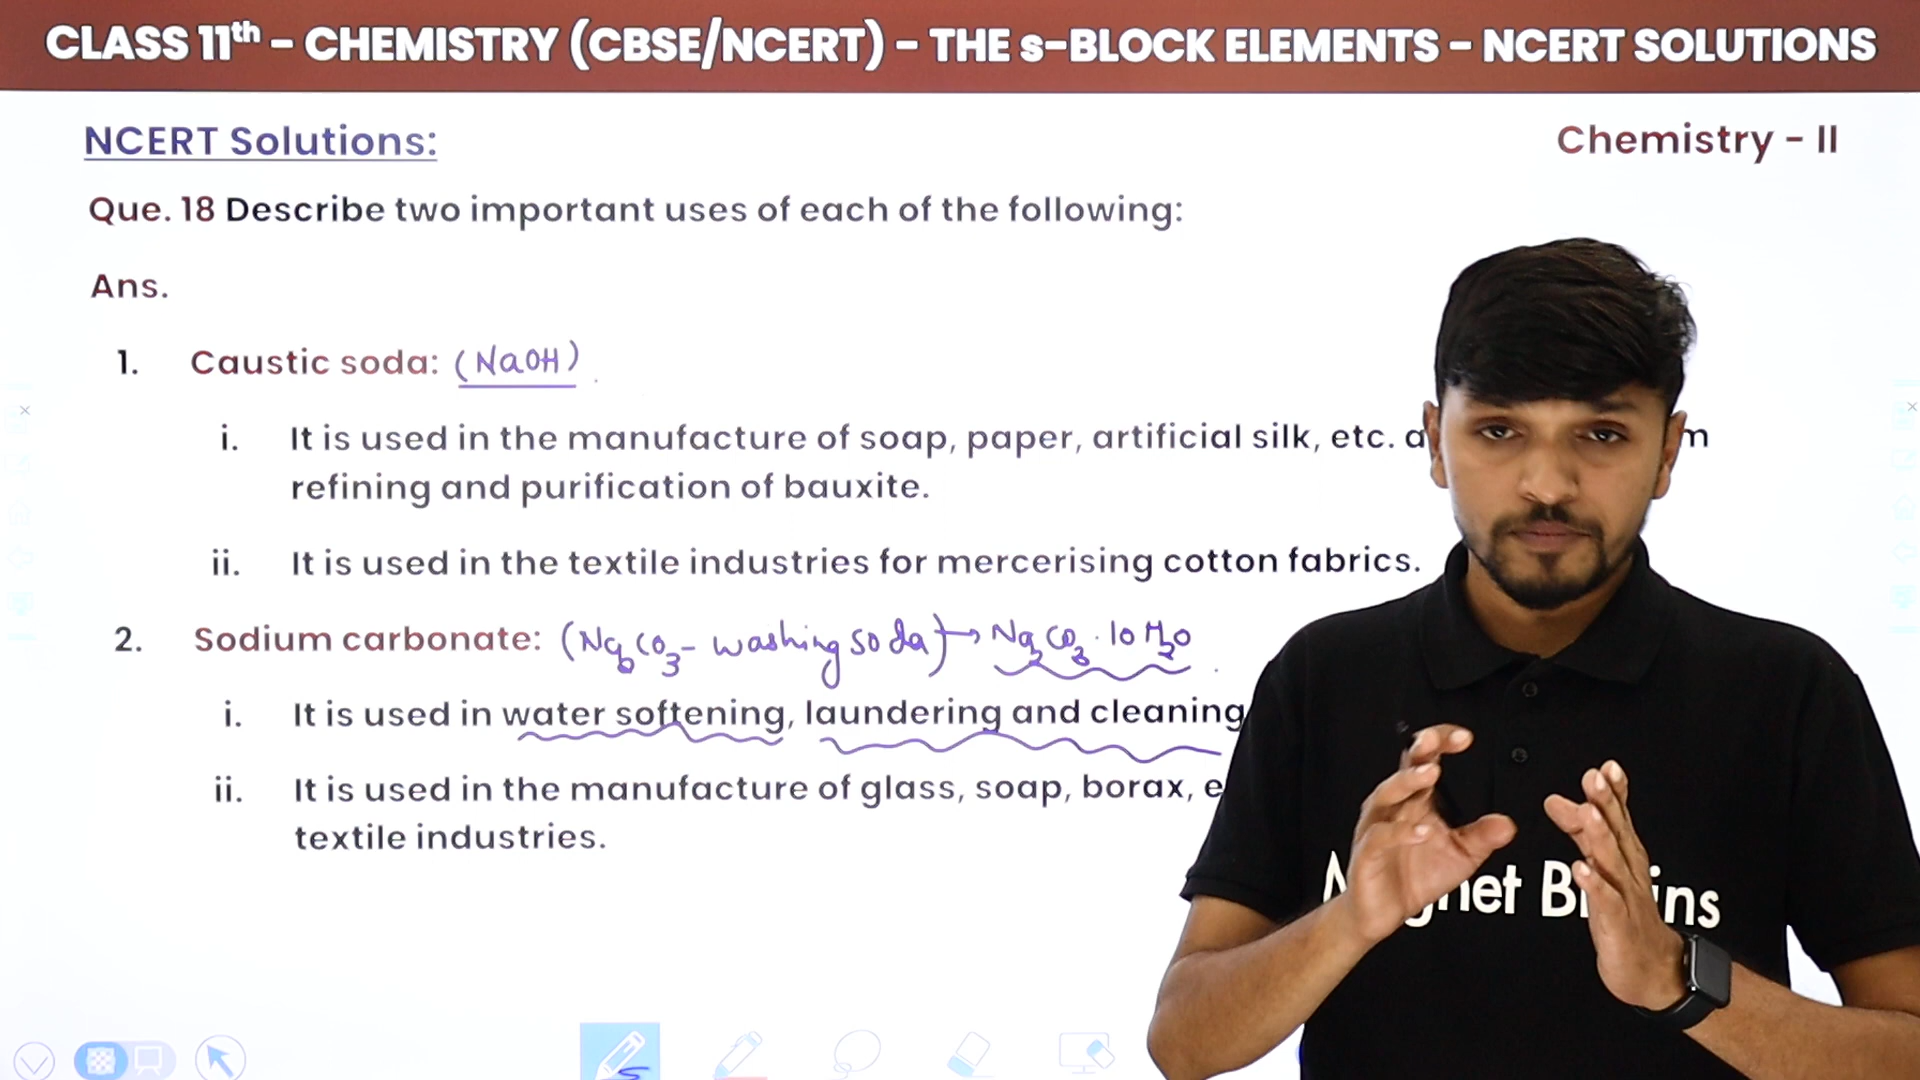 CLASS 11th - CHEMISTRY (CBSE/NCERT) - THE s-BLOCK ELEMENTS - NCERT SOLUTIONS
NCERT Solutions:
Chemistry - II
Que. 18 Describe two important uses of each of the following:
Ans.
1. Caustic soda: (NaOH)
i. It is used in the manufacture of soap, paper, artificial silk, etc.
refining and purification of bauxite.
ii. It is used in the textile industries for mercerising cotton fabrics.
2. Sodium carbonate: (Na2CO3 - washing soda) → Na2CO3 · 10H2O
i. It is used in water softening, laundering and cleaning
ii. It is used in the manufacture of glass, soap, borax,
textile industries.